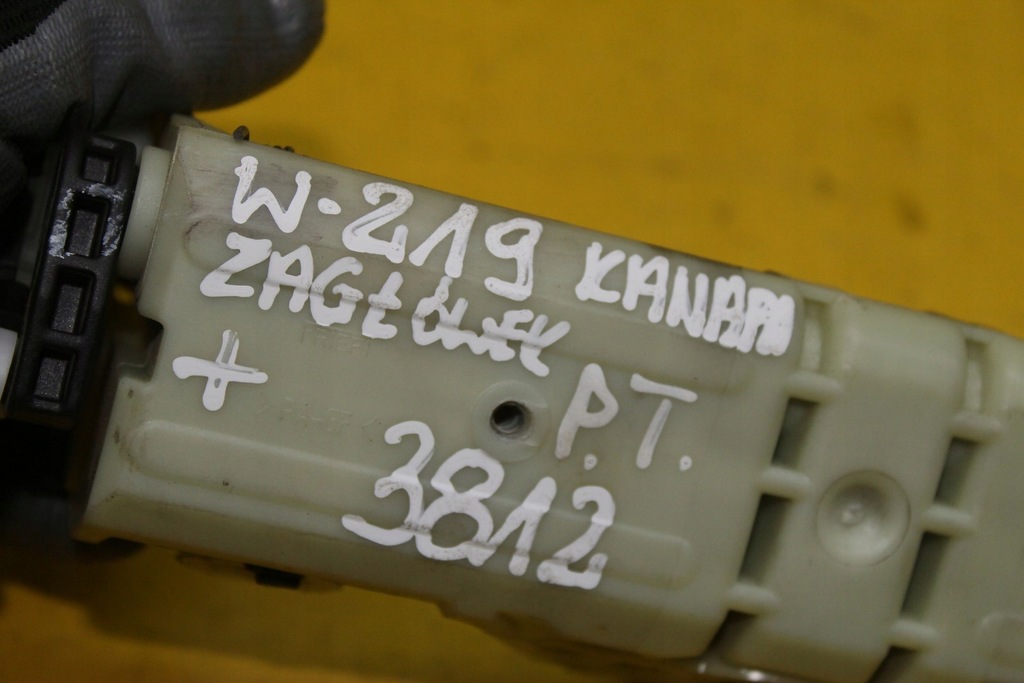 W-219 KANAPA
ZAGŁÓWEK
+ P.T.
3812